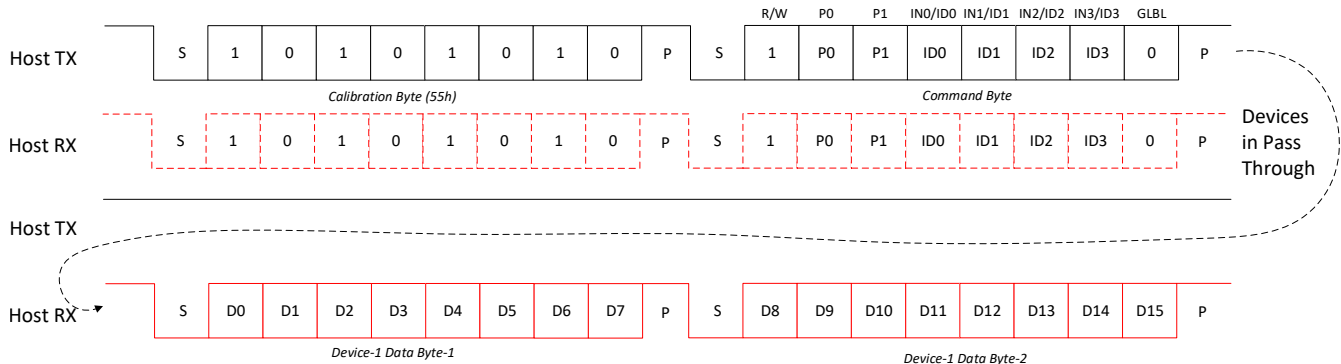 R/W P0 P1 IN0/ID0 IN1/ID1 IN2/ID2 IN3/ID3 GLBL
Host TX S 1 0 1 0 1 0 1 0 P S 1 P0 P1 ID0 ID1 ID2 ID3 0 P
Calibration Byte (55h) Command Byte
Host RX S 1 0 1 0 1 0 1 0 P S 1 P0 P1 ID0 ID1 ID2 ID3 0 P
Devices
in Pass
Through
Host TX
Host RX S D0 D1 D2 D3 D4 D5 D6 D7 P S D8 D9 D10 D11 D12 D13 D14 D15 P
Device-1 Data Byte-1 Device-1 Data Byte-2